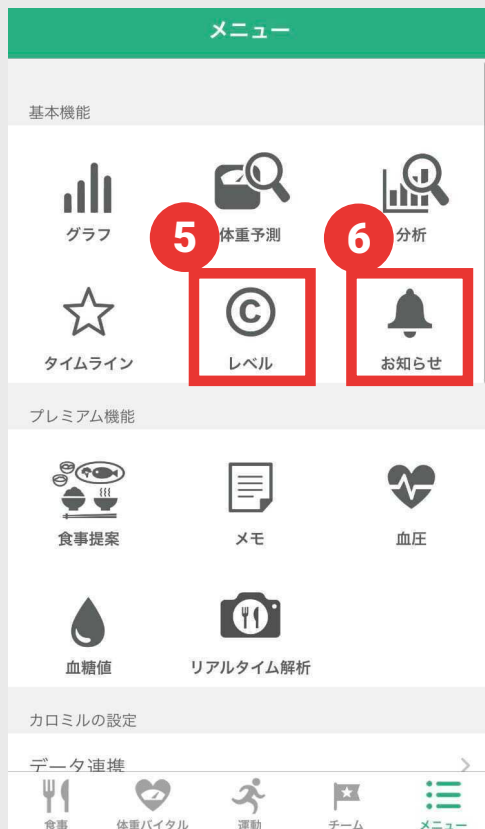 メニュー
基本機能
グラフ
5
体重予測
6
分析
タイムライン
©
レベル
お知らせ
プレミアム機能
食事提案
メモ
血圧
血糖値
リアルタイム解析
カロミルの設定
データ連携
食事
体重バイタル
運動
チーム
メニュー